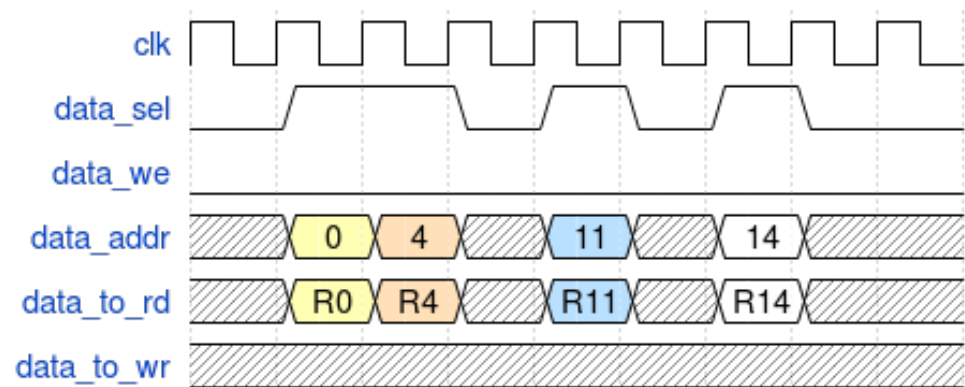 clk
data_sel
data_we
data_addr 0 4 11 14
data_to_rd R0 R4 R11 R14
data_to_wr